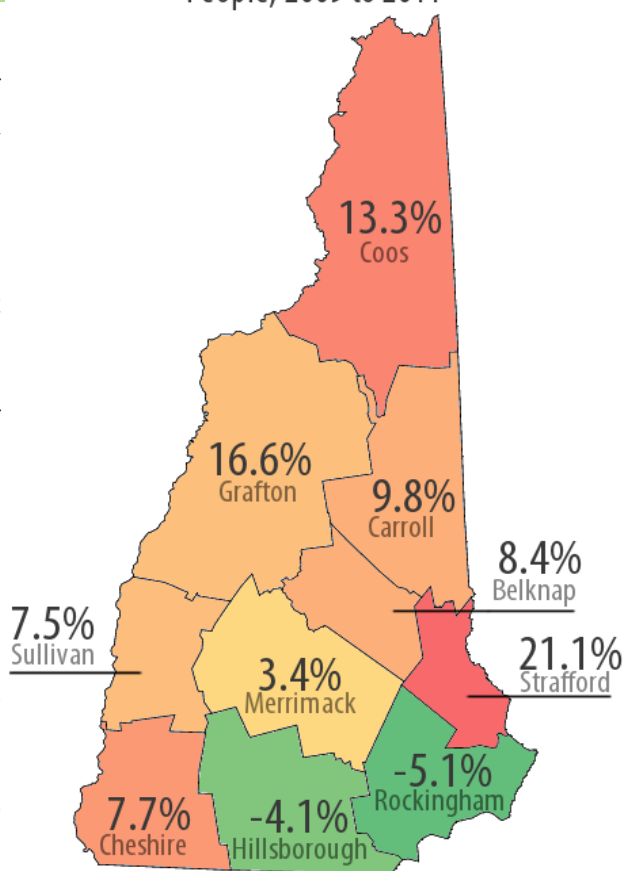 13.3%
Coos
16.6%
Grafton
9.8%
Carroll
8.4%
Belknap
7.5%
Sullivan
21.1%
Strafford
3.4%
Merrimack
-5.1%
Rockingham
7.7%
Cheshire
-4.1%
Hillsborough